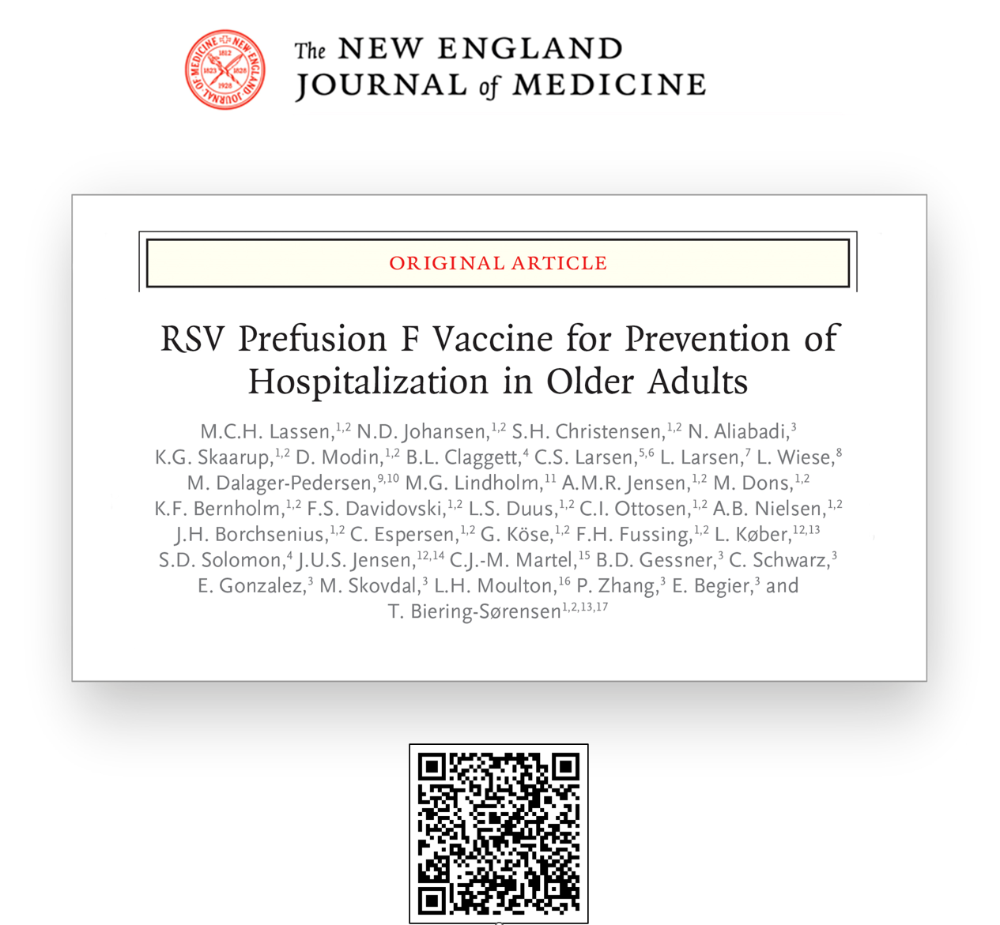 The NEW ENGLAND
JOURNAL of MEDICINE
NEW ENGLAND JOURNAL OF MEDICINE
1812
1823 1828
1928
ORIGINAL ARTICLE
RSV Prefusion F Vaccine for Prevention of
Hospitalization in Older Adults
M.C.H. Lassen,1,2 N.D. Johansen,1,2 S.H. Christensen,1,2 N. Aliabadi,3
K.G. Skaarup,1,2 D. Modin,1,2 B.L. Claggett,4 C.S. Larsen,5,6 L. Larsen,7 L. Wiese,8
M. Dalager-Pedersen,9,10 M.G. Lindholm,11 A.M.R. Jensen,1,2 M. Dons,1,2
K.F. Bernholm,1,2 F.S. Davidovski,1,2 L.S. Duus,1,2 C.I. Ottosen,1,2 A.B. Nielsen,1,2
J.H. Borchsenius,1,2 C. Espersen,1,2 G. Köse,1,2 F.H. Fussing,1,2 L. Køber,12,13
S.D. Solomon,4 J.U.S. Jensen,12,14 C.J.-M. Martel,15 B.D. Gessner,3 C. Schwarz,3
E. Gonzalez,3 M. Skovdal,3 L.H. Moulton,16 P. Zhang,3 E. Begier,3 and
T. Biering-Sørensen1,2,13,17